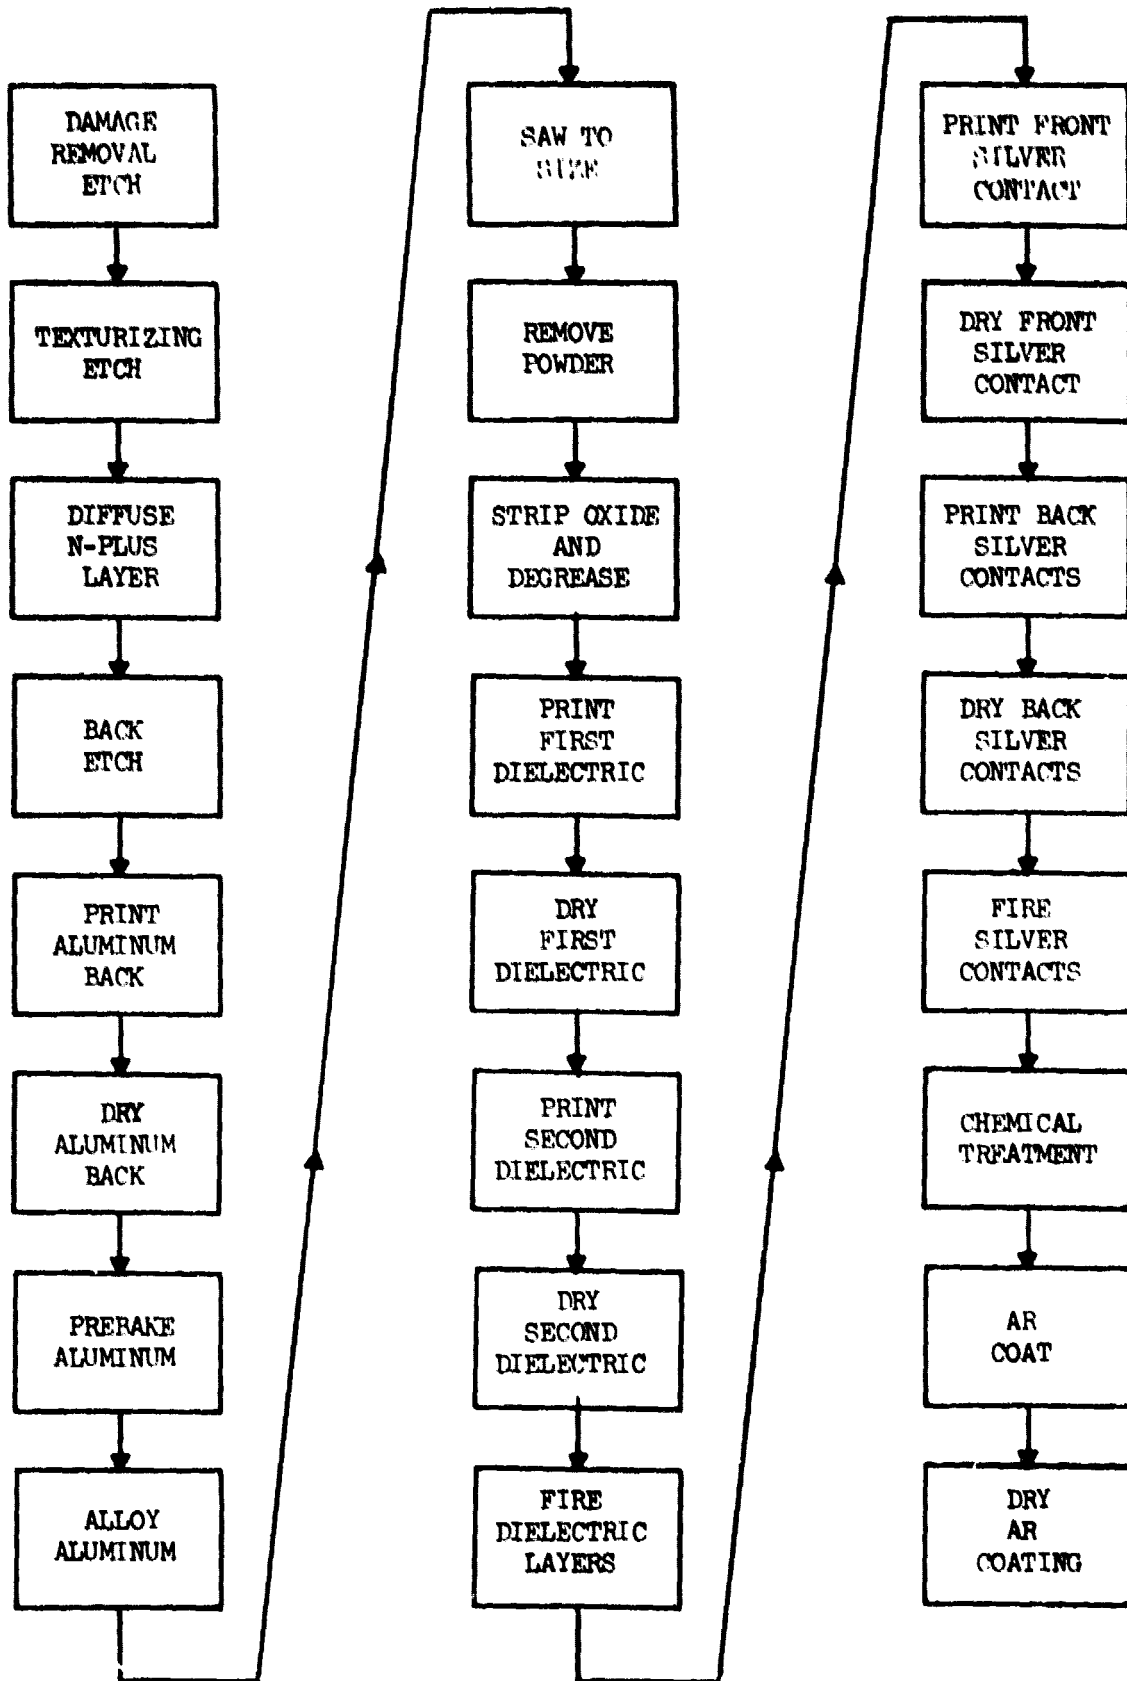 DAMAGE
REMOVAL
ETCH
TEXTURIZING
ETCH
DIFFUSE
N-PLUS
LAYER
BACK
ETCH
PRINT
ALUMINUM
BACK
DRY
ALUMINUM
BACK
PREBAKE
ALUMINUM
ALLOY
ALUMINUM
SAW TO
SIZE
REMOVE
POWDER
STRIP OXIDE
AND
DEGREASE
PRINT
FIRST
DIELECTRIC
DRY
FIRST
DIELECTRIC
PRINT
SECOND
DIELECTRIC
DRY
SECOND
DIELECTRIC
FIRE
DIELECTRIC
LAYERS
PRINT FRONT
SILVER
CONTACT
DRY FRONT
SILVER
CONTACT
PRINT BACK
SILVER
CONTACTS
DRY BACK
SILVER
CONTACTS
FIRE
SILVER
CONTACTS
CHEMICAL
TREATMENT
AR
COAT
DRY
AR
COATING